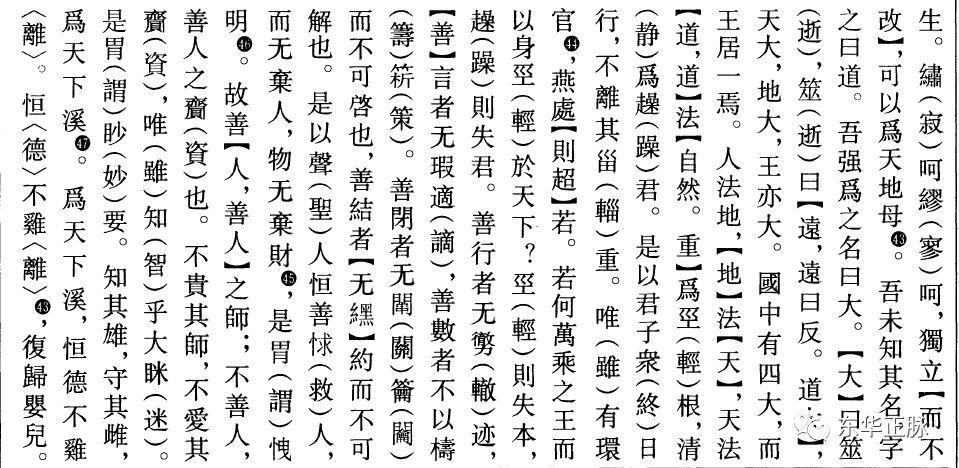 生。繡(寂)呵繆(寥)呵，獨立【而不
改】，可以爲天地母㊸。吾未知其名，字
之曰道。吾强爲之名曰大。【大】曰筮
(逝)，筮(逝)曰【遠，遠曰反。道大】，
天大，地大，王亦大。國中有四大，而
王居一焉。人法地，【地】法【天】，天法
【道，道】法【自然。重】爲巠(輕)根，清
(静)爲趮(躁)君。是以君子衆(終)日
行，不離其甾(輜)重。唯(雖)有環
官㊹，燕處【則超】若。若何萬乘之王而
以身巠(輕)於天下？巠(輕)則失本，
趮(躁)則失君。善行者无勶(轍)迹，
【善】言者无瑕適(謫)，善數者不以檮
(籌)䇲(策)。善閉者无闁(關)籥(闌)
而不可啓也，善結者【无纆】約而不可
解也。是以聲(聖)人恒善㤹(救)人，
而无棄人，物无棄財㊺，是胃(謂)㤞
明㊻。故善【人，善人】之師；不善人，
善人之齎(資)也。不貴其師，不愛其
齎(資)，唯(雖)知(智)乎大眯(迷)。
是胃(謂)眇(妙)要。知其雄，守其雌，
爲天下溪㊼。爲天下溪，恒德不雞
〈離〉。恒〈德〉不雞〈離〉㊸，復歸嬰兒。
东华正脉